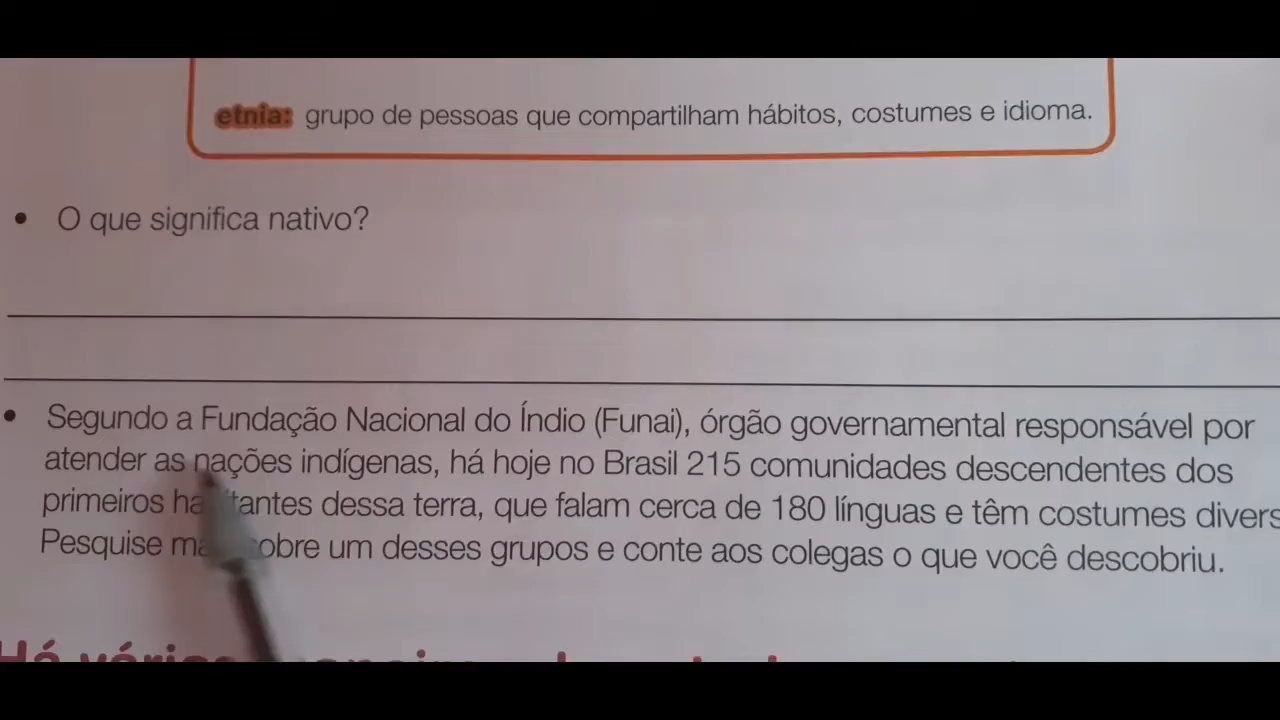 etnia: grupo de pessoas que compartilham hábitos, costumes e idioma.
• O que significa nativo?
• Segundo a Fundação Nacional do Índio (Funai), órgão governamental responsável por
atender as nações indígenas, há hoje no Brasil 215 comunidades descendentes dos
primeiros dessa terra, que falam cerca de 180 línguas e têm costumes divers
Pesquise um desses grupos e conte aos colegas o que você descobriu.
Há